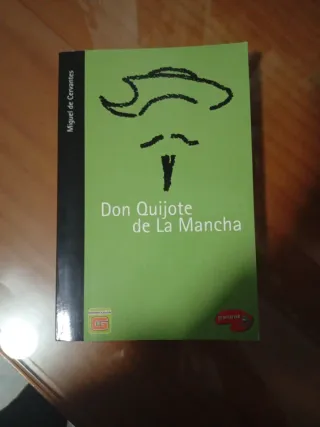 Miguel de Cervantes
Don Quijote
de La Mancha